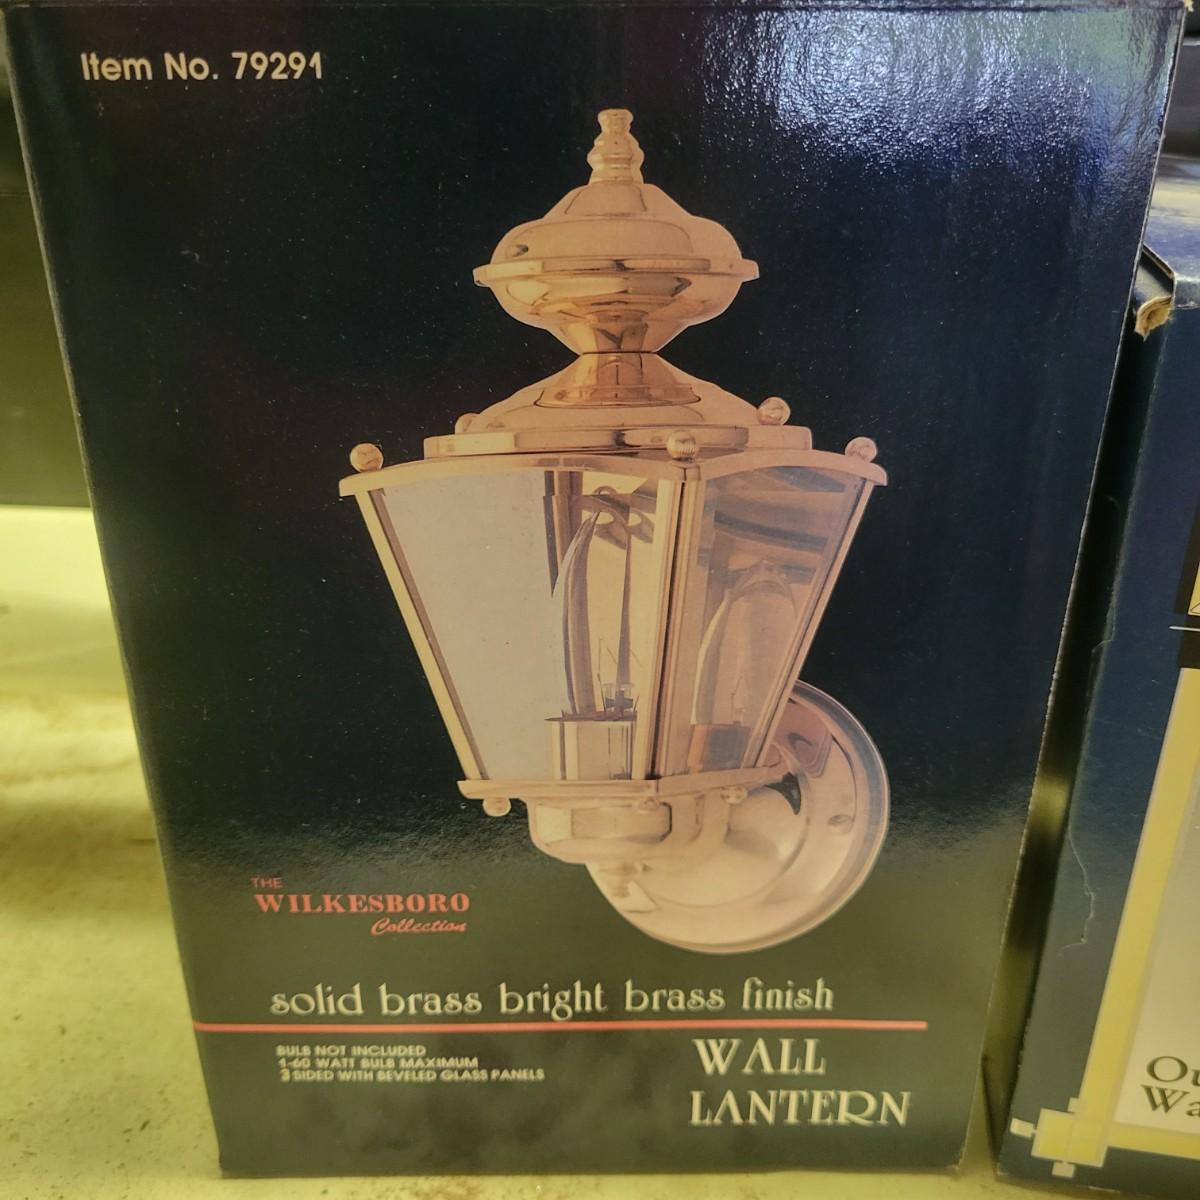 Item No. 79291
THE
WILKESBORO
Collection
solid brass bright brass finish
BULB NOT INCLUDED
1-60 WATT BULB MAXIMUM
3 SIDED WITH BEVELED GLASS PANELS
WALL
LANTERN